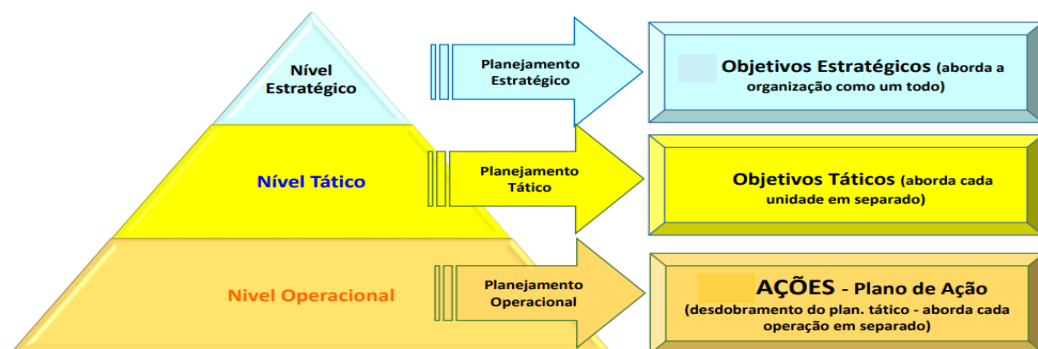 Nível
Estratégico
Planejamento
Estratégico
Objetivos Estratégicos (aborda a
organização como um todo)
Nível Tático
Planejamento
Tático
Objetivos Táticos (aborda cada
unidade em separado)
Nivel Operacional
Planejamento
Operacional
AÇÕES - Plano de Ação
(desdobramento do plan. tático - aborda cada
operação em separado)